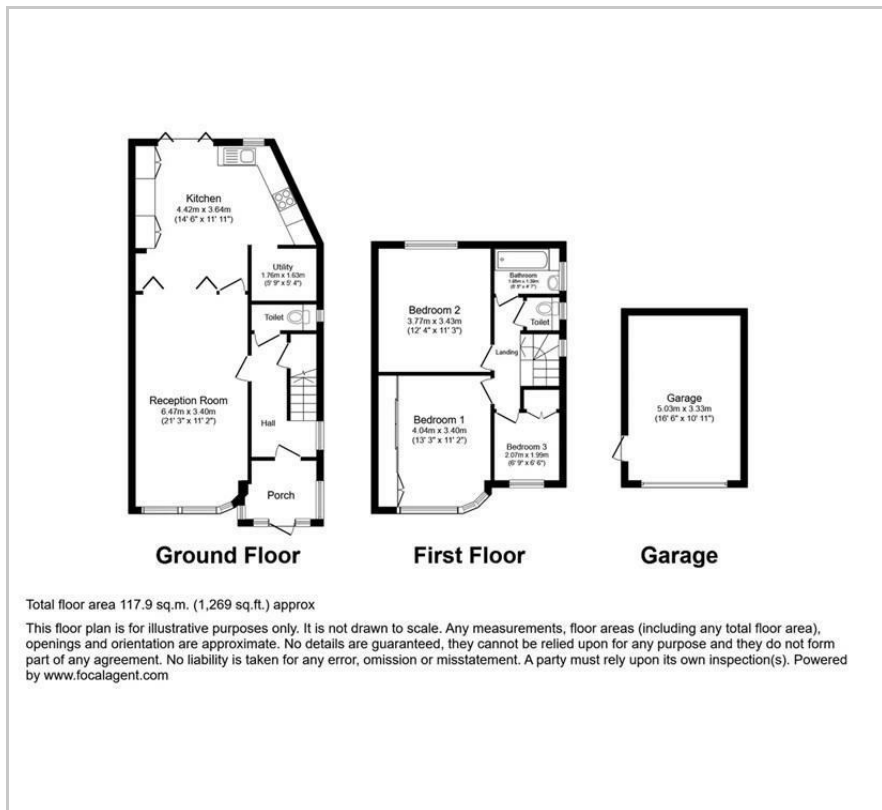 Kitchen
4.42m x 3.64m
(14' 6" x 11' 11")
Utility
1.76m x 1.63m
(5' 9" x 5' 4")
Toilet
Reception Room
6.47m x 3.40m
(21' 3" x 11' 2")
Hall
Porch
Ground Floor
Bathroom
Bedroom 2
3.77m x 3.43m
(12' 4" x 11' 3")
Toilet
Landing
Bedroom 1
4.04m x 3.40m
(13' 3" x 11' 2")
Bedroom 3
2.07m x 1.99m
(6' 9" x 6' 6")
First Floor
Garage
5.03m x 3.33m
(16' 6" x 10' 11")
Garage
Total floor area 117.9 sq.m. (1,269 sq.ft.) approx
This floor plan is for illustrative purposes only. It is not drawn to scale. Any measurements, floor areas (including any total floor area),
openings and orientation are approximate. No details are guaranteed, they cannot be relied upon for any purpose and they do not form
part of any agreement. No liability is taken for any error, omission or misstatement. A party must rely upon its own inspection(s). Powered
by www.focalagent.com